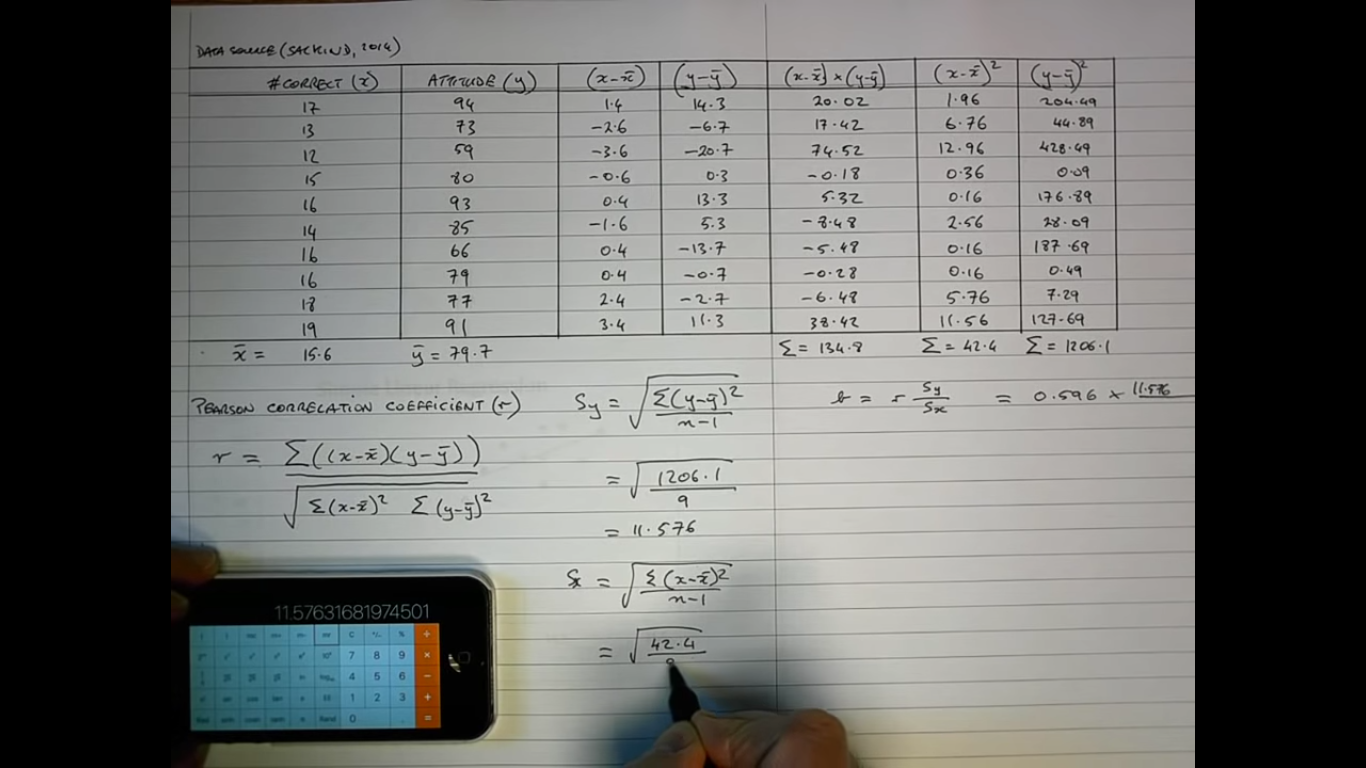 DATA SOURCE (SALKIND, 2014)
#CORRECT (x) ATTITUDE (y) (x-x̄) (y-ȳ) (x-x̄)×(y-ȳ) (x-x̄)² (y-ȳ)²
17 94 1.4 14.3 20.02 1.96 204.49
13 73 -2.6 -6.7 17.42 6.76 44.89
12 59 -3.6 -20.7 74.52 12.96 428.49
15 80 -0.6 0.3 -0.18 0.36 0.09
16 93 0.4 13.3 5.32 0.16 176.89
14 85 -1.6 5.3 -8.48 2.56 28.09
16 66 0.4 -13.7 -5.48 0.16 187.69
16 79 0.4 -0.7 -0.28 0.16 0.49
18 77 2.4 -2.7 -6.48 5.76 7.29
19 91 3.4 11.3 38.42 11.56 127.69
x̄ = 15.6 ȳ = 79.7 Σ = 134.8 Σ = 42.4 Σ = 1206.1
PEARSON CORRELATION COEFFICIENT (r)
r = Σ((x-x̄)(y-ȳ))
√Σ(x-x̄)² Σ(y-ȳ)²
Sy = √Σ(y-ȳ)²
n-1
= √1206.1
9
= 11.576
Sx = √Σ(x-x̄)²
n-1
= √42.4
b = r Sy/Sx = 0.596 × 11.576
11.57631681974501
C +/- % ÷
7 8 9 ×
4 5 6 -
1 2 3 +
0 . =